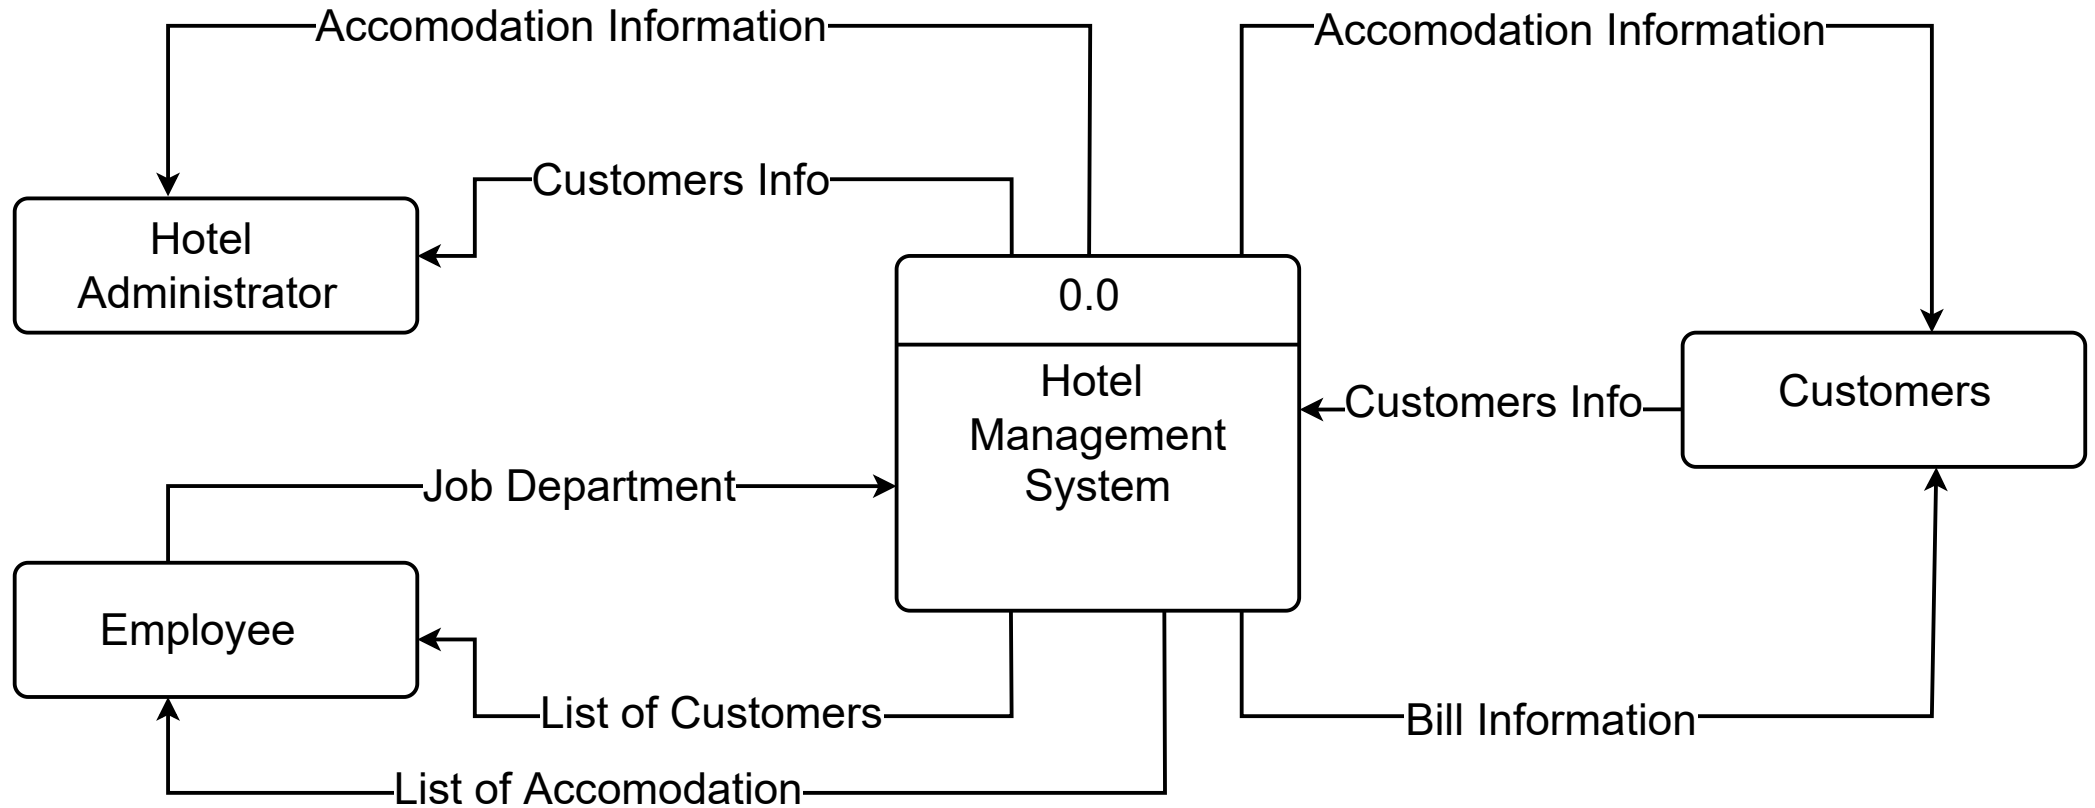 Accomodation Information
Accomodation Information
Customers Info
Hotel
Administrator
0.0
Hotel
Management
System
Customers Info
Customers
Job Department
Employee
List of Customers
Bill Information
List of Accomodation